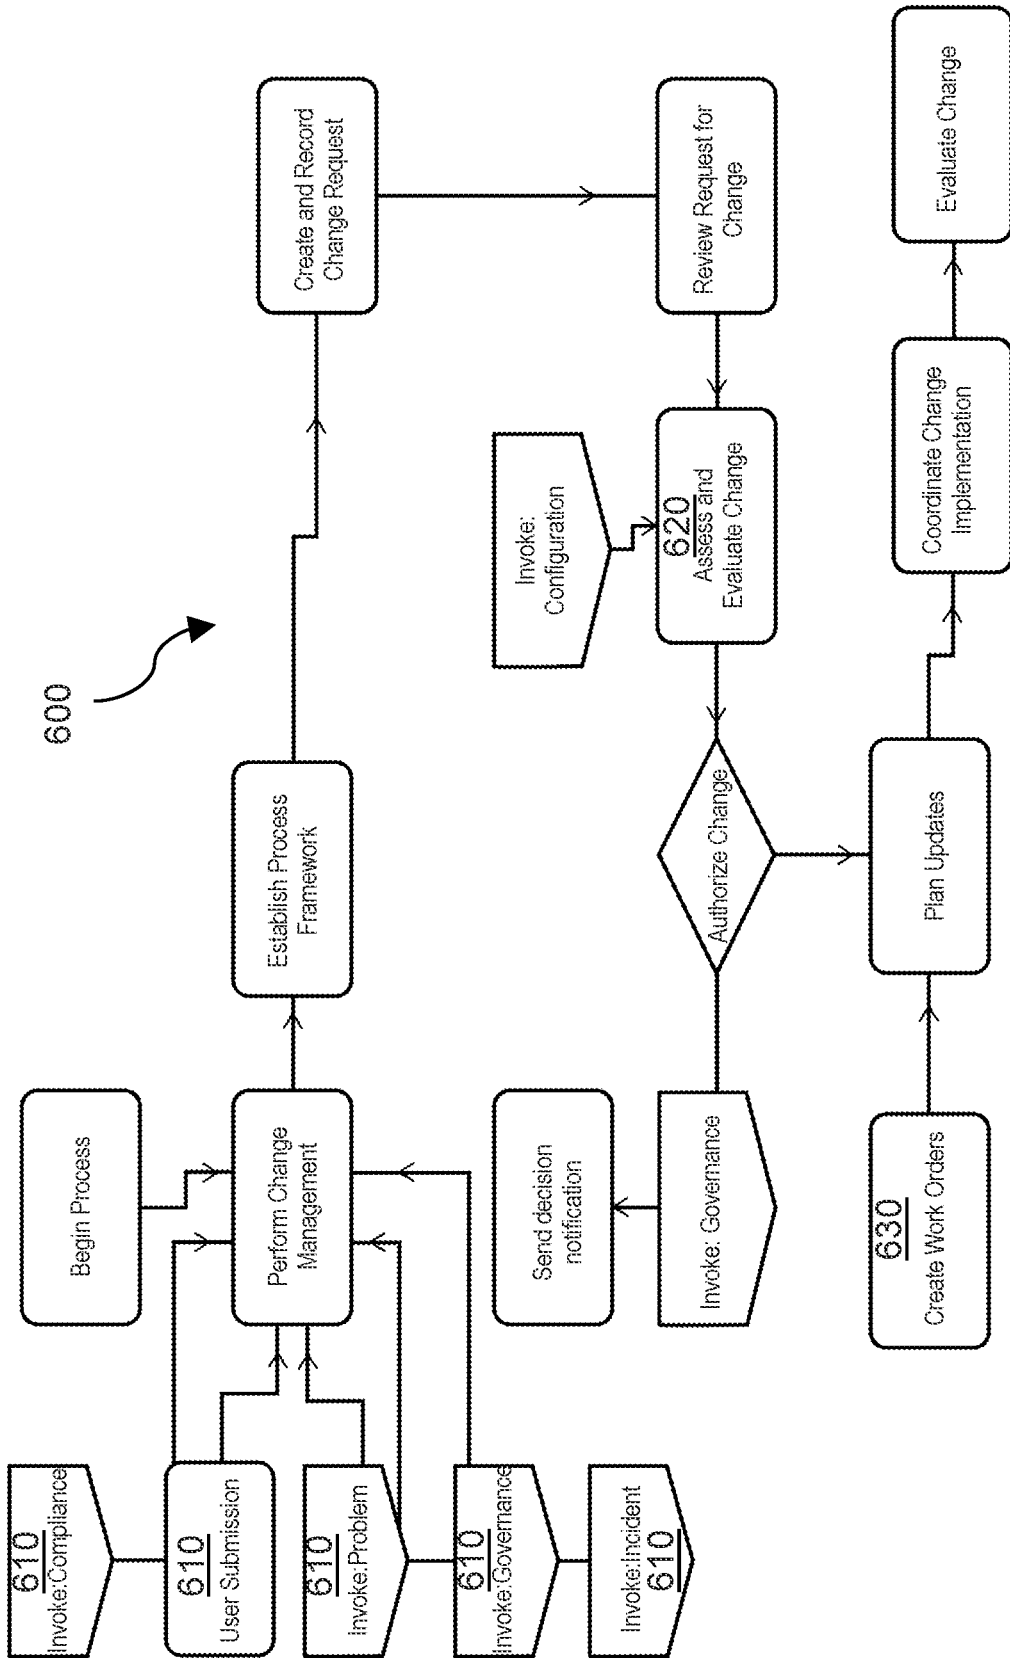 600
610
Invoke:Compliance
610
User Submission
610
Invoke:Problem
610
Invoke:Governance
Invoke:Incident
610
Begin Process
Perform Change
Management
Establish Process
Framework
Create and Record
Change Request
Send decision
notification
Invoke: Governance
Authorize Change
Invoke:
Configuration
620
Assess and
Evaluate Change
Review Request for
Change
630
Create Work Orders
Plan Updates
Coordinate Change
Implementation
Evaluate Change